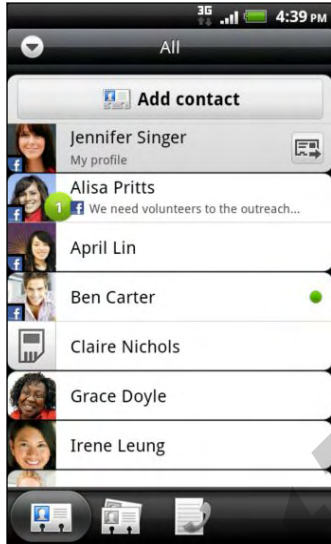 3G
4:39 PM
All
Add contact
Jennifer Singer
My profile
Alisa Pritts
1
We need volunteers to the outreach...
April Lin
Ben Carter
Claire Nichols
Grace Doyle
Irene Leung